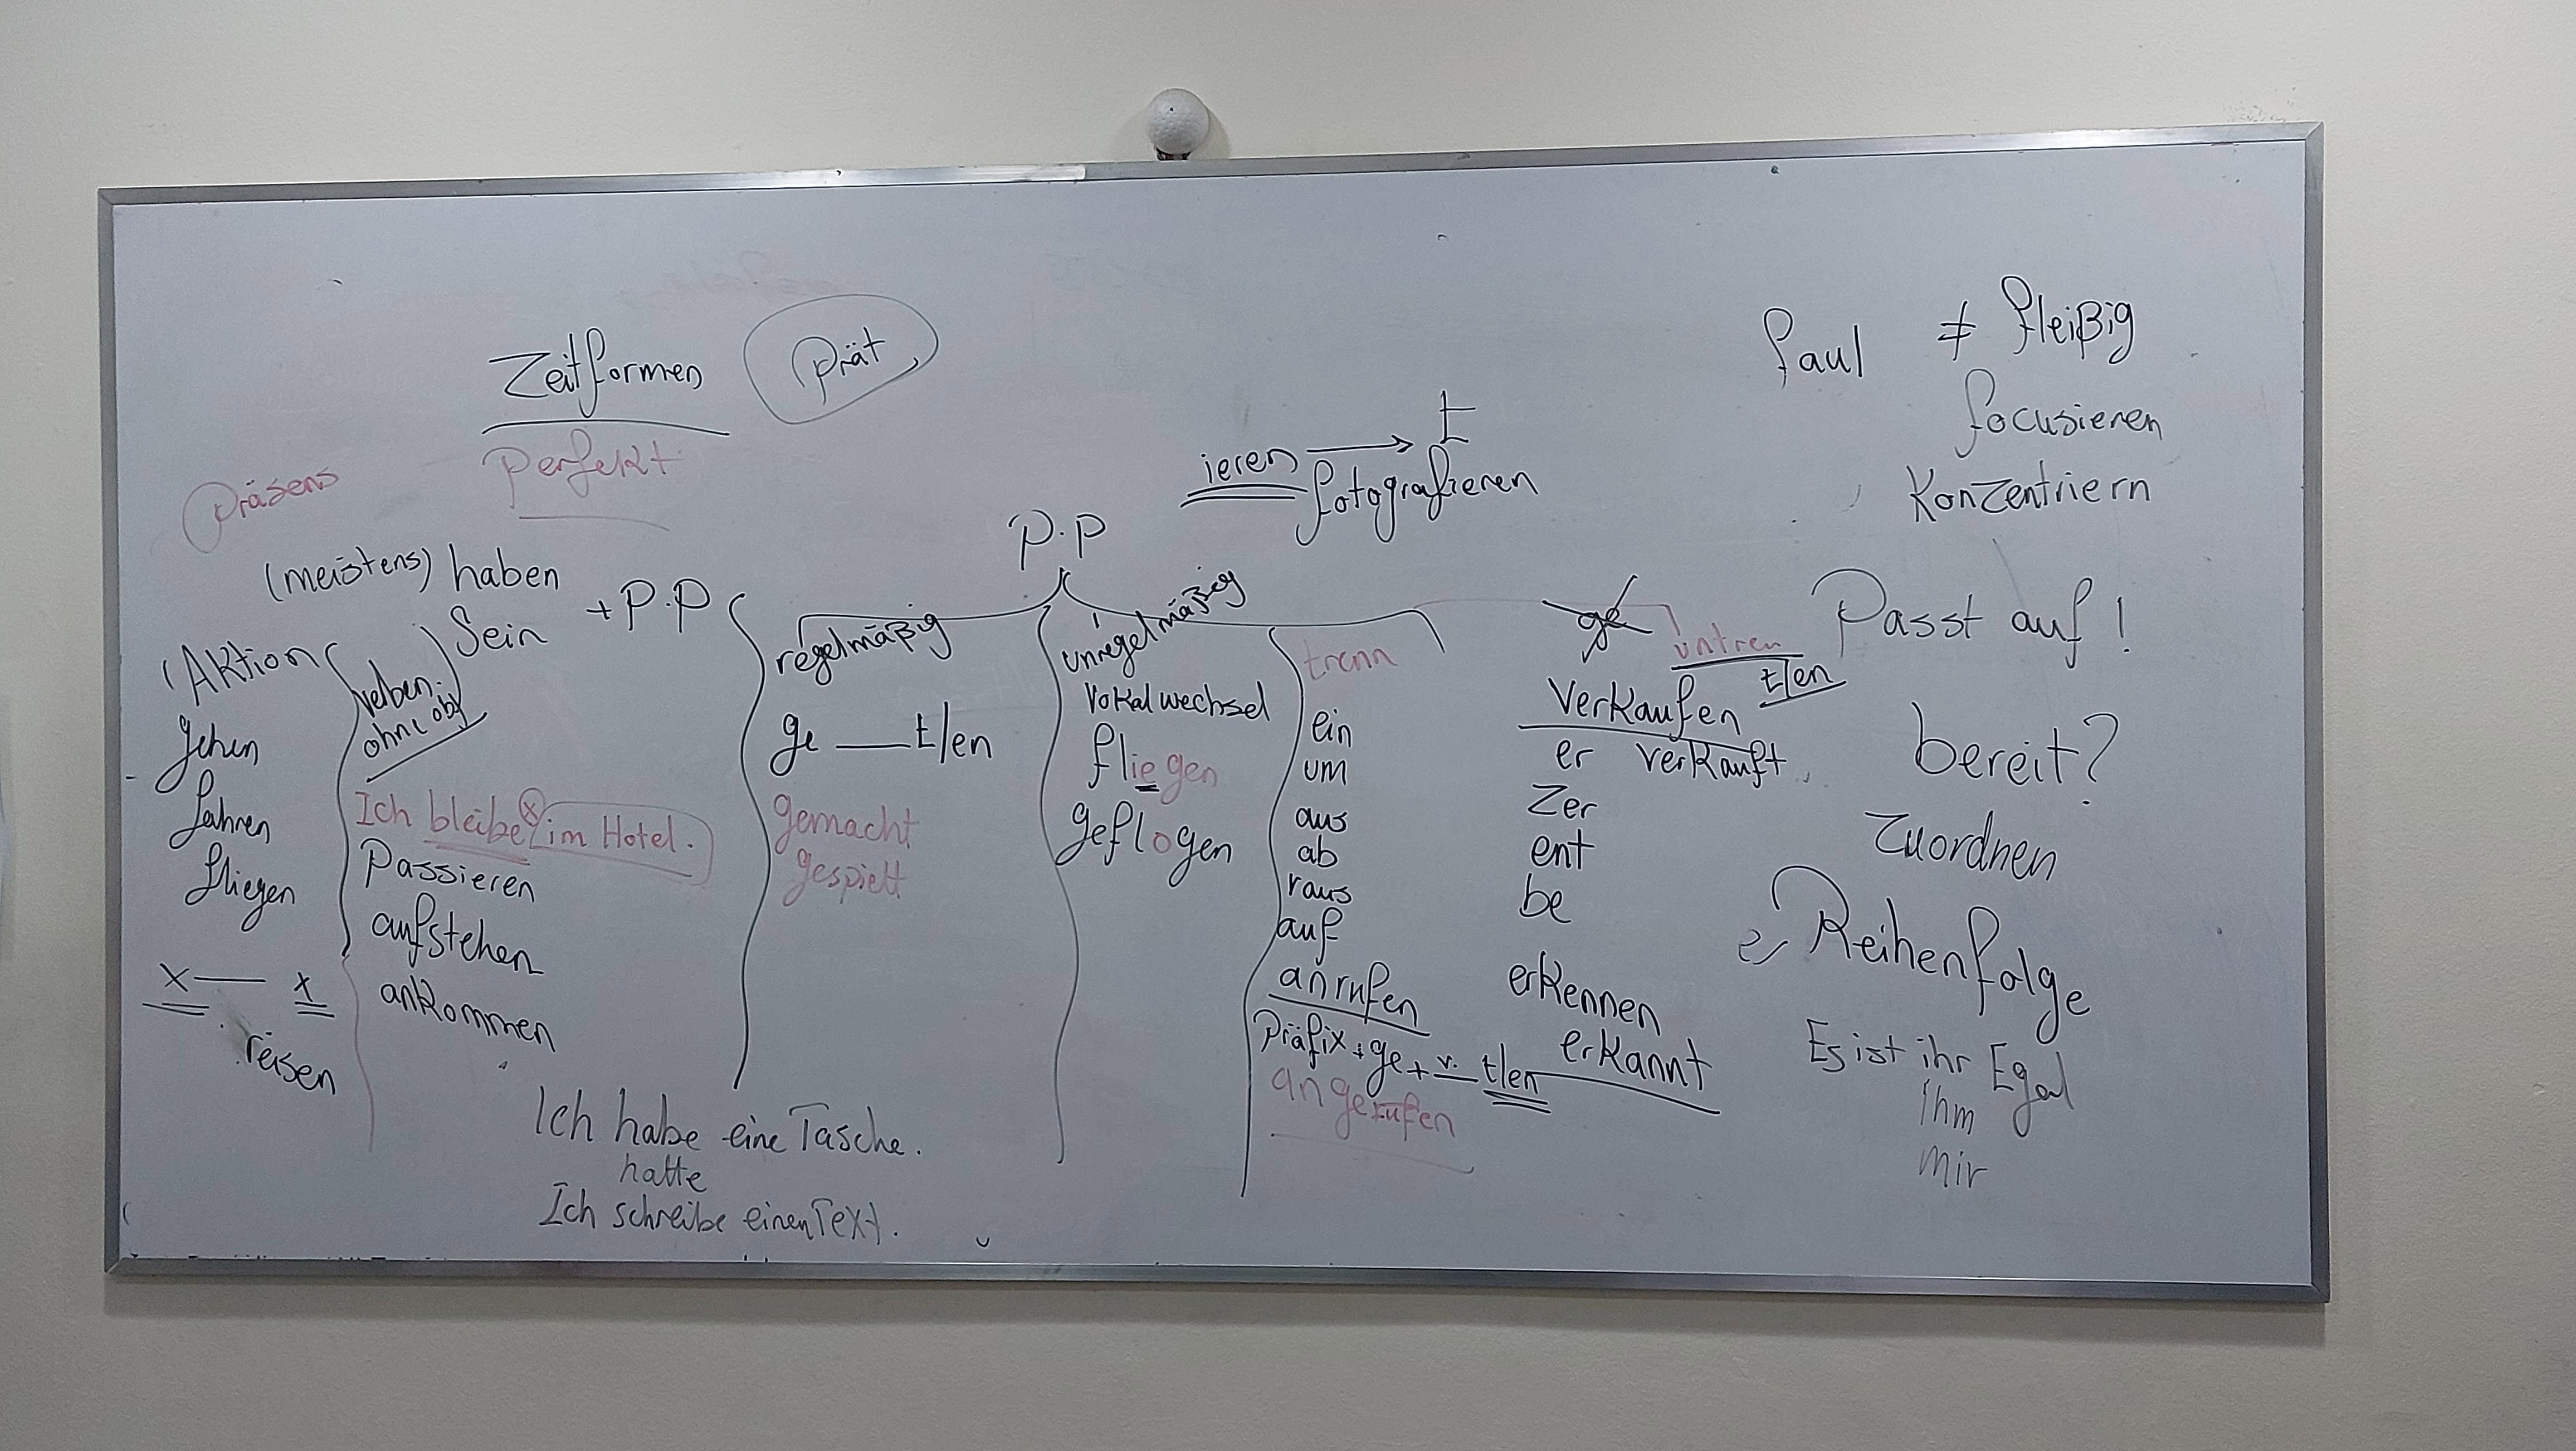 Zeitformen
Prät
Perfekt
Präsens
(meistens) haben
Sein
+ P.P
(Aktion
gehen
fahren
fliegen
x — x
reisen
Verben
ohne obj
Ich bleibe ⓧ im Hotel.
Passieren
aufstehen
ankommen
P.P
regelmäßig
ge ___ t/en
gemacht
gespielt
unregelmäßig
Vokalwechsel
fliegen
geflogen
ieren → t
fotografieren
trenn
ein
um
aus
ab
raus
auf
anrufen
Präfix + ge + v. t/en
angerufen
ge
untren
t/en
Verkaufen
er verkauft
Zer
ent
be
erkennen
erkannt
Ich habe eine Tasche.
hatte
Ich schreibe einen Text.
faul ≠ fleißig
focusieren
Konzentriern
Passt auf!
bereit?
Zuordnen
Reihenfolge
Es ist ihr Egal
ihm
mir